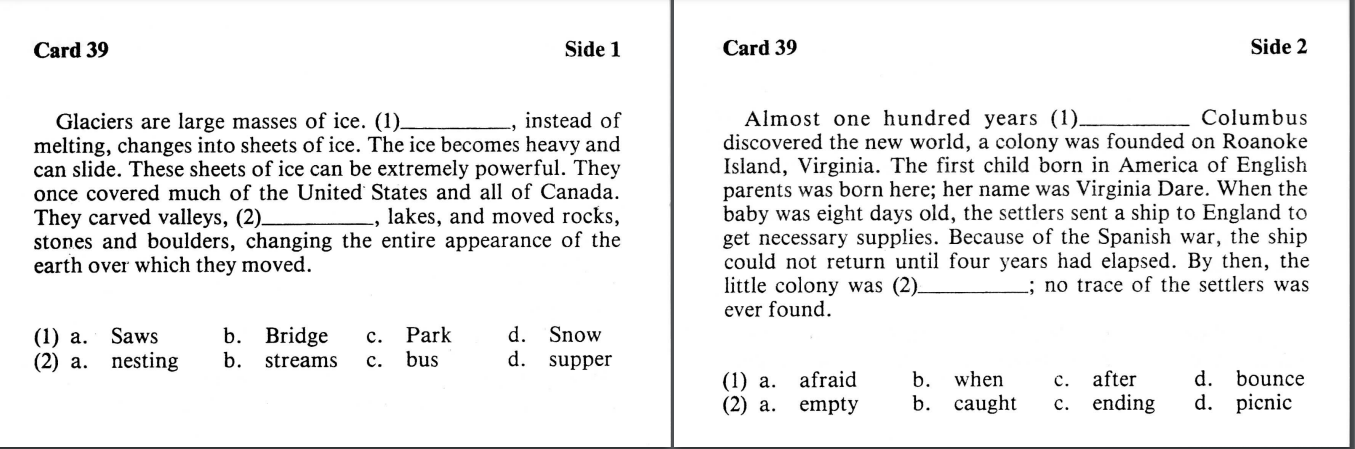 Card 39 Side 1
Glaciers are large masses of ice. (1)__________, instead of
melting, changes into sheets of ice. The ice becomes heavy and
can slide. These sheets of ice can be extremely powerful. They
once covered much of the United States and all of Canada.
They carved valleys, (2)__________, lakes, and moved rocks,
stones and boulders, changing the entire appearance of the
earth over which they moved.
(1) a. Saws b. Bridge c. Park d. Snow
(2) a. nesting b. streams c. bus d. supper
Card 39 Side 2
Almost one hundred years (1)__________ Columbus
discovered the new world, a colony was founded on Roanoke
Island, Virginia. The first child born in America of English
parents was born here; her name was Virginia Dare. When the
baby was eight days old, the settlers sent a ship to England to
get necessary supplies. Because of the Spanish war, the ship
could not return until four years had elapsed. By then, the
little colony was (2)__________; no trace of the settlers was
ever found.
(1) a. afraid b. when c. after d. bounce
(2) a. empty b. caught c. ending d. picnic